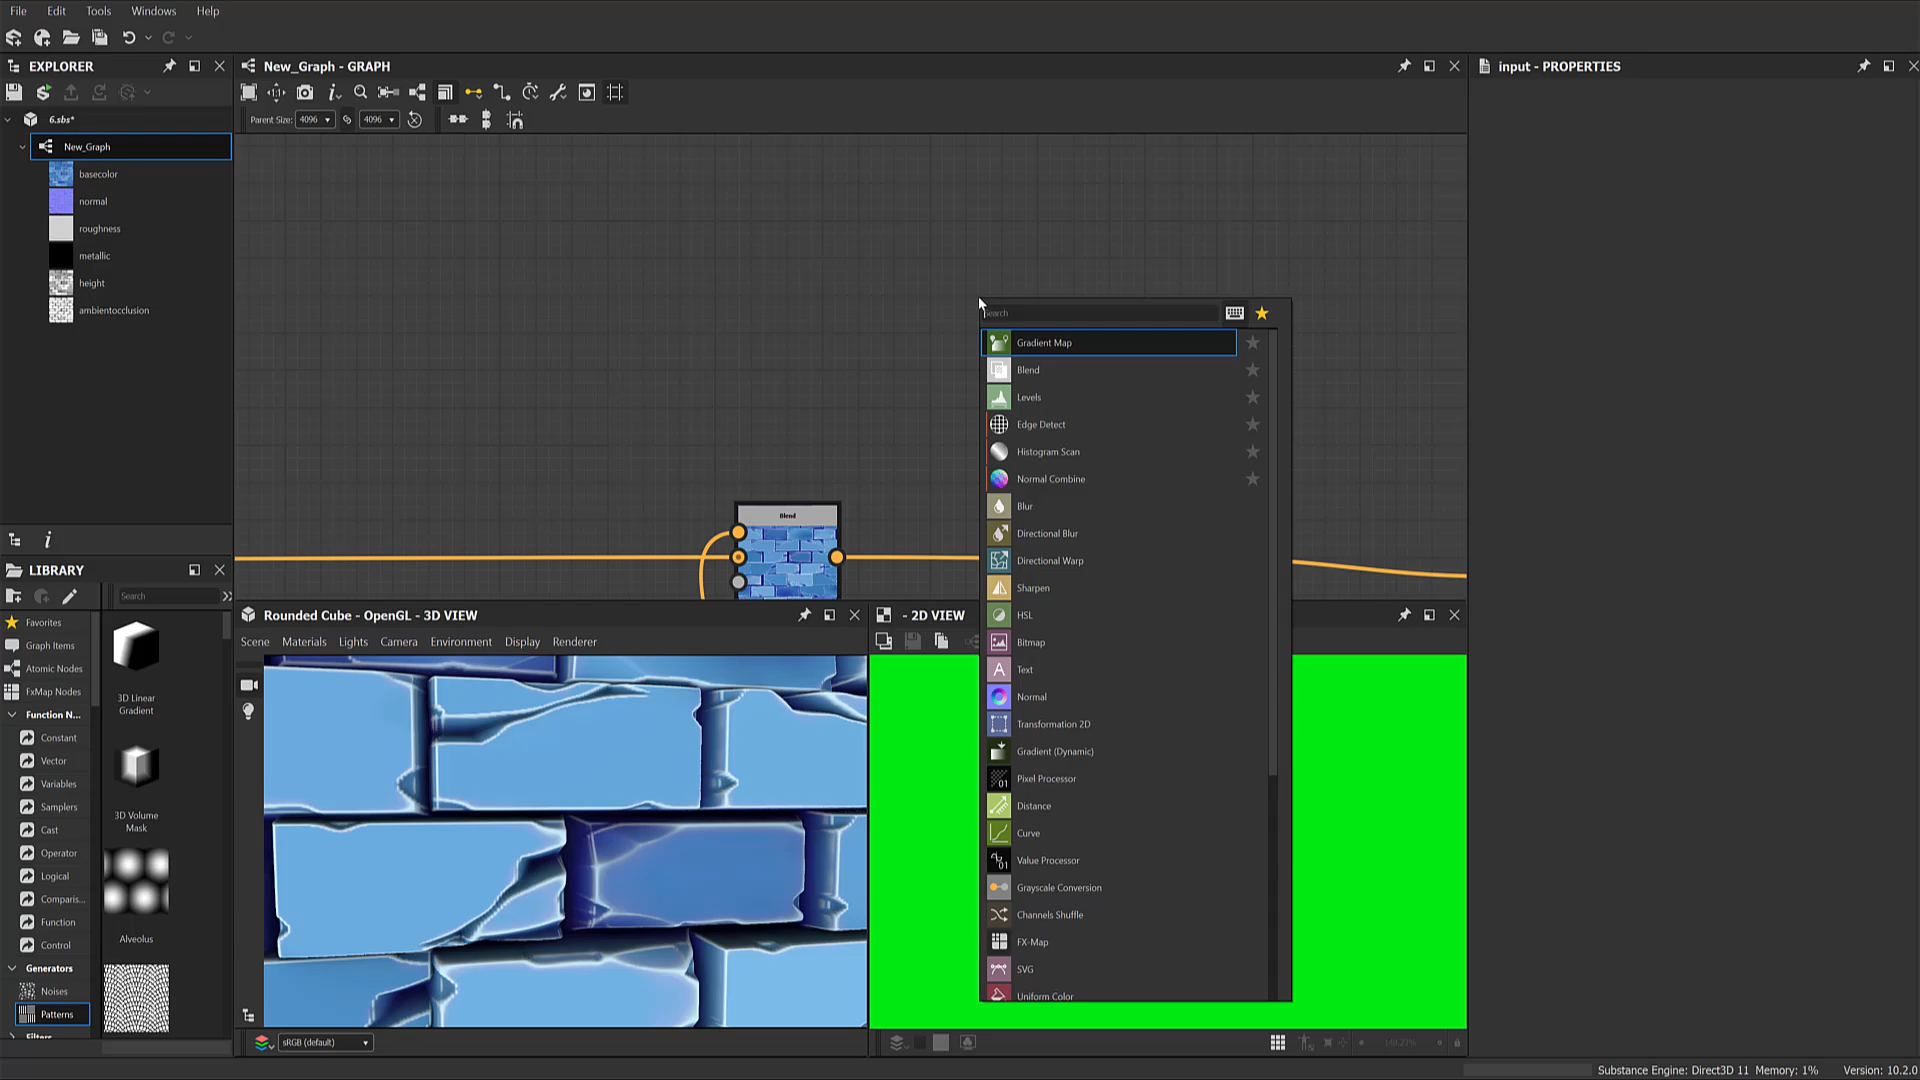 File Edit Tools Windows Help
EXPLORER
6.sbs*
New_Graph
basecolor
normal
roughness
metallic
height
ambientocclusion
LIBRARY
Search
Favorites
Graph Items
Atomic Nodes
FxMap Nodes
Function N...
Constant
Vector
Variables
Samplers
Cast
Operator
Logical
Comparis...
Function
Control
Generators
Noises
Patterns
Filters
3D Linear
Gradient
3D Volume
Mask
Alveolus
New_Graph - GRAPH
Parent Size: 4096 4096
Blend
Search
Gradient Map
Blend
Levels
Edge Detect
Histogram Scan
Normal Combine
Blur
Directional Blur
Directional Warp
Sharpen
HSL
Bitmap
Text
Normal
Transformation 2D
Gradient (Dynamic)
Pixel Processor
Distance
Curve
Value Processor
Grayscale Conversion
Channels Shuffle
FX-Map
SVG
Uniform Color
Rounded Cube - OpenGL - 3D VIEW
Scene Materials Lights Camera Environment Display Renderer
sRGB (default)
- 2D VIEW
input - PROPERTIES
Substance Engine: Direct3D 11 Memory: 1% Version: 10.2.0